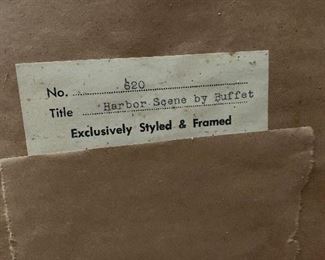 No. 620
Title Harbor Scene by Buffet
Exclusively Styled & Framed